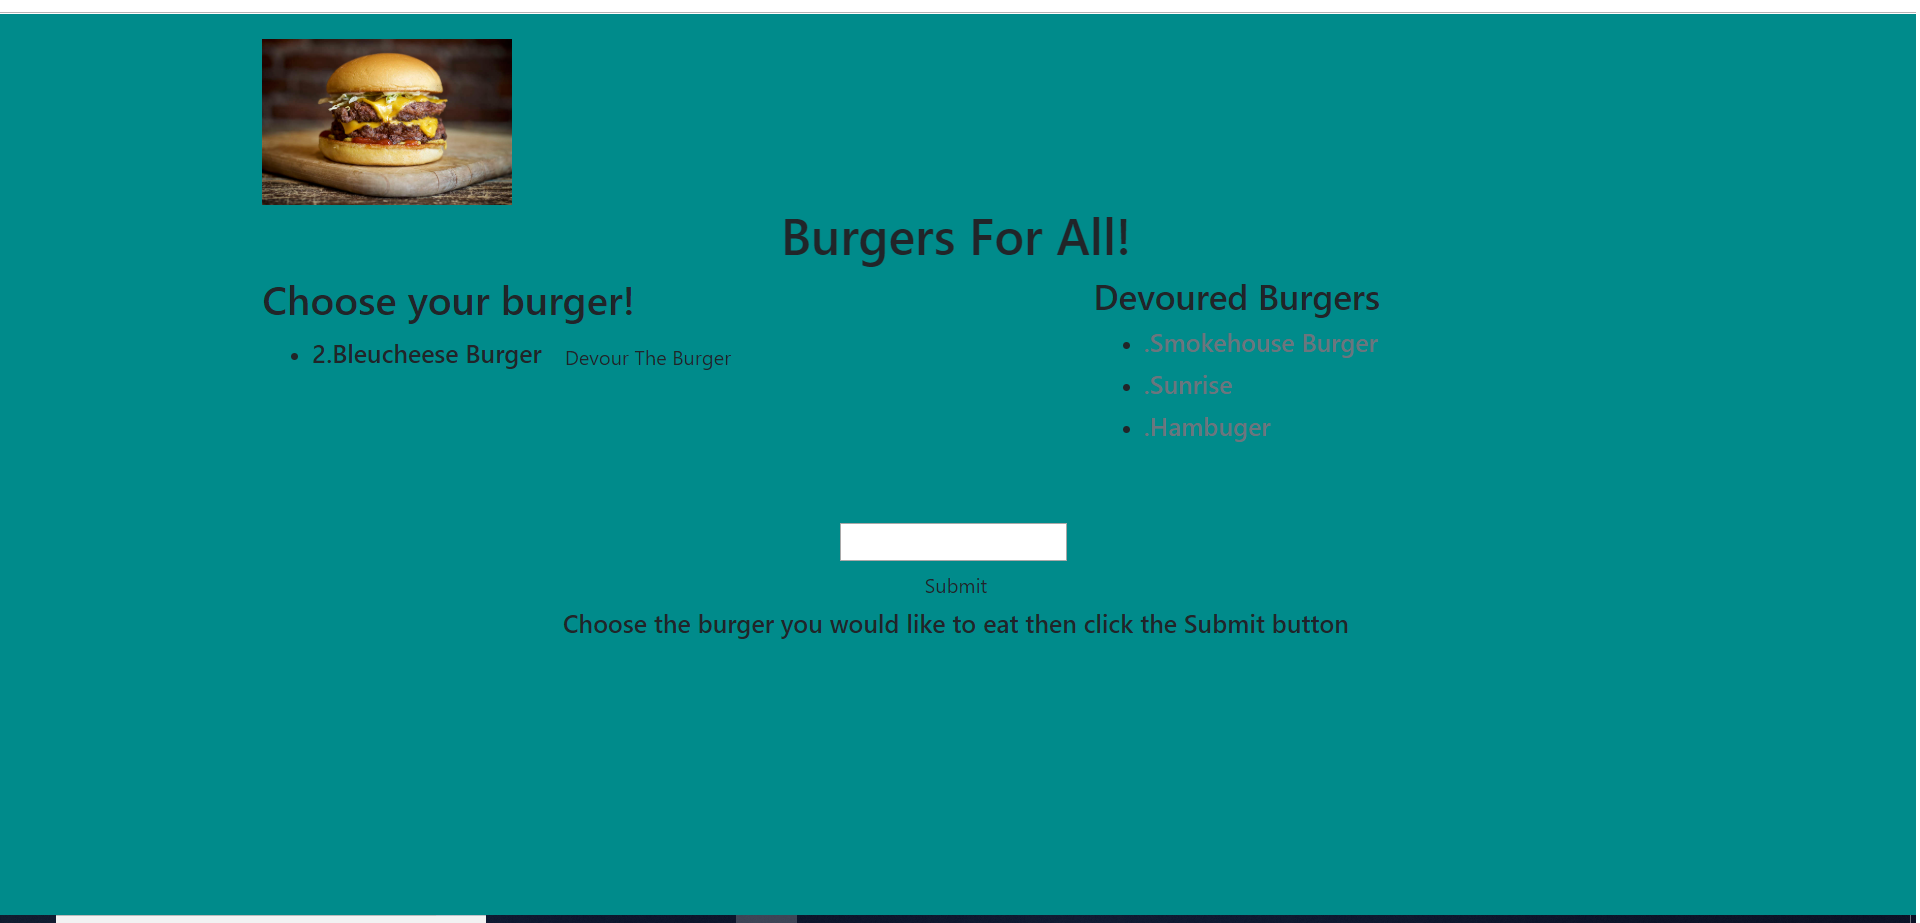 Burgers For All!
Choose your burger!
2.Bleucheese Burger Devour The Burger
Devoured Burgers
.Smokehouse Burger
.Sunrise
.Hambuger
Submit
Choose the burger you would like to eat then click the Submit button